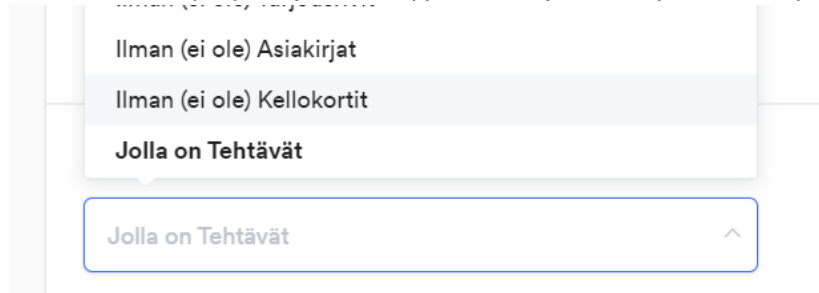 Ilman (ei ole) Asiakirjat
Ilman (ei ole) Kellokortit
Jolla on Tehtävät
Jolla on Tehtävät